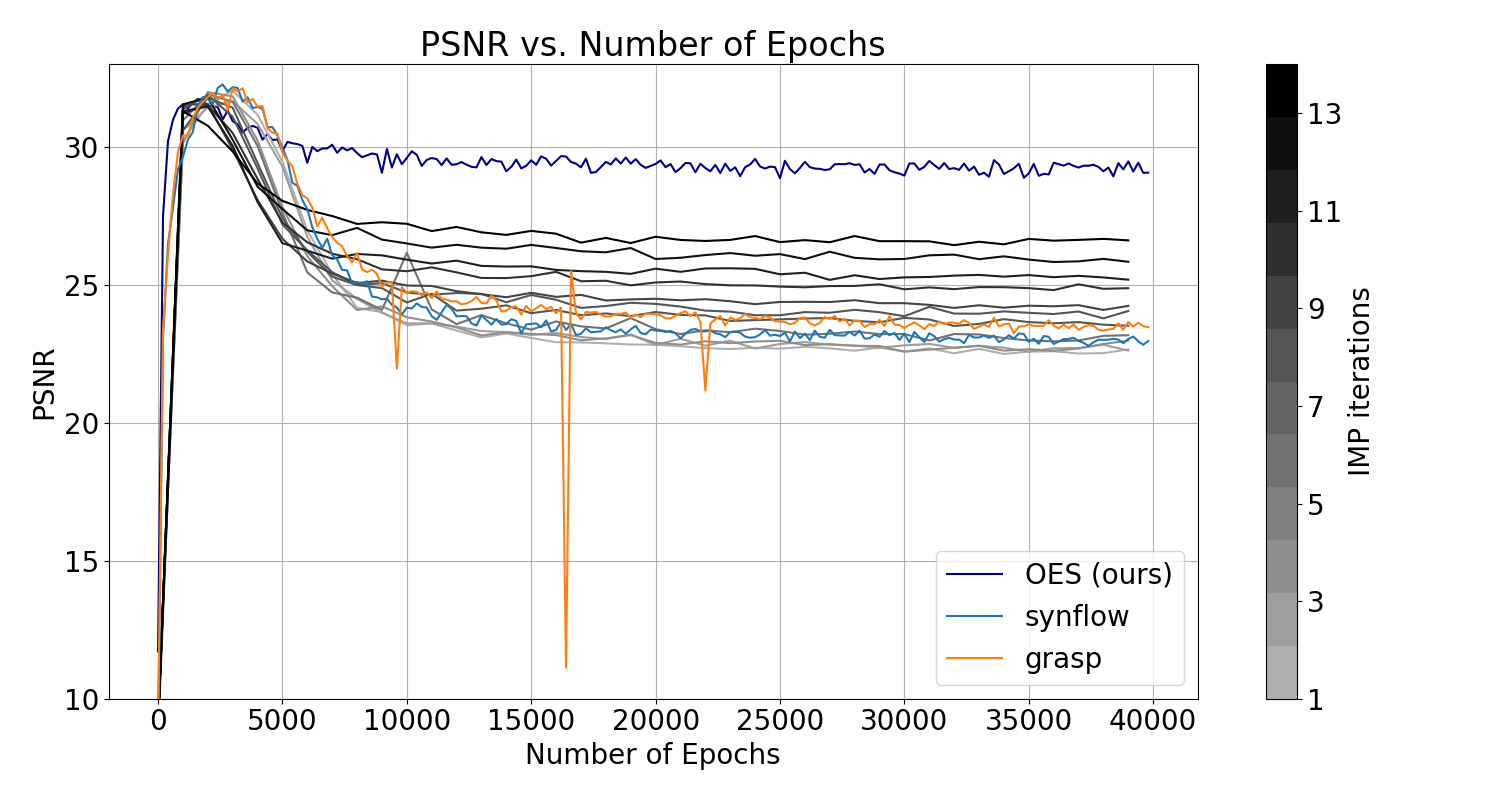 PSNR vs. Number of Epochs
PSNR
30
25
20
15
10
0 5000 10000 15000 20000 25000 30000 35000 40000
Number of Epochs
OES (ours)
synflow
grasp
13
11
9
7
5
3
1
IMP iterations